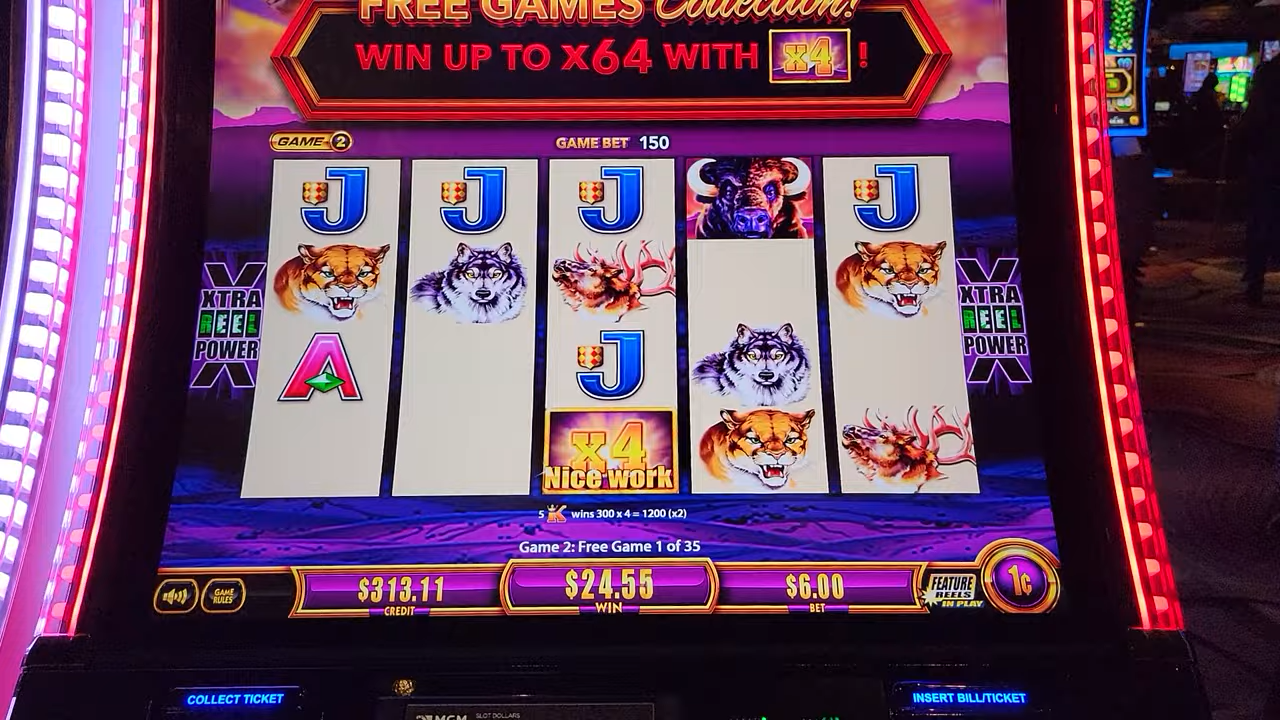 FREE GAMES Collection!
WIN UP TO x64 WITH x4 !
GAME 2
GAME BET 150
J J J J
XTRA REEL POWER
XTRA REEL POWER
A J
x4
Nice work
5 K wins 300 x 4 = 1200 (x2)
Game 2: Free Game 1 of 35
GAME RULES
$313.11
CREDIT
$24.55
WIN
$6.00
BET
FEATURE REELS IN PLAY
1¢
COLLECT TICKET
INSERT BILL/TICKET
MGM SLOT DOLLARS